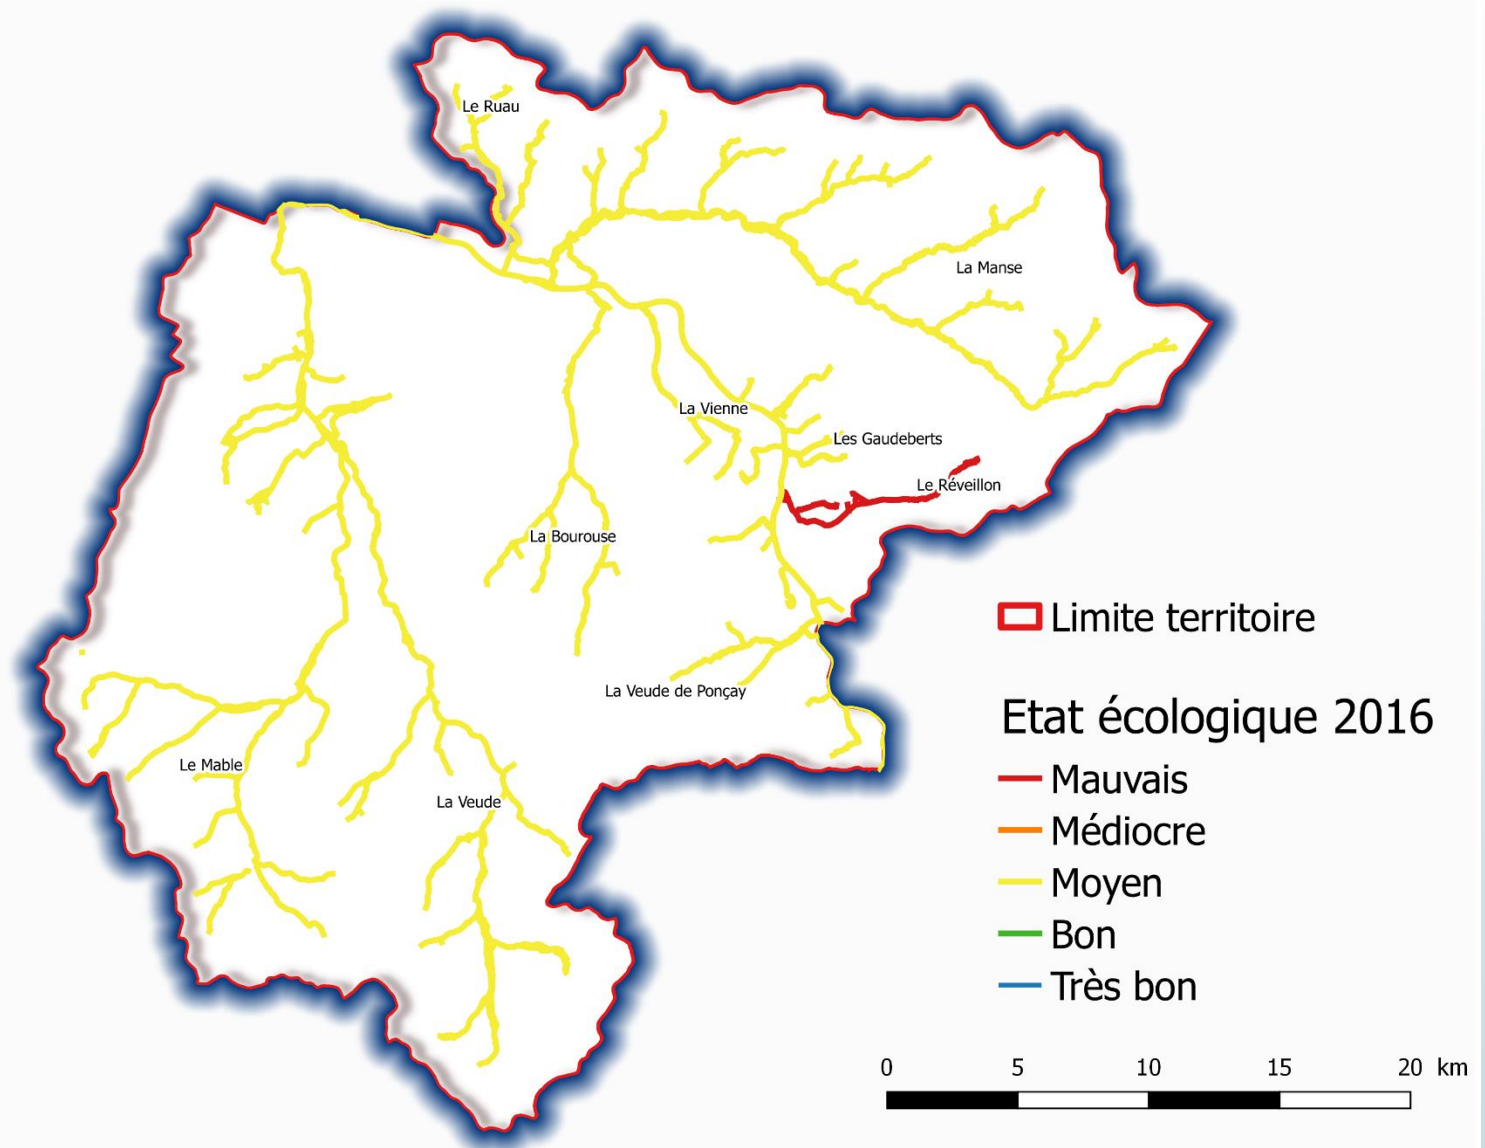 Le Ruau
La Manse
La Vienne
Les Gaudeberts
Le Réveillon
La Bourouse
La Veude de Ponçay
Le Mable
La Veude
Limite territoire
Etat écologique 2016
Mauvais
Médiocre
Moyen
Bon
Très bon
0 5 10 15 20 km